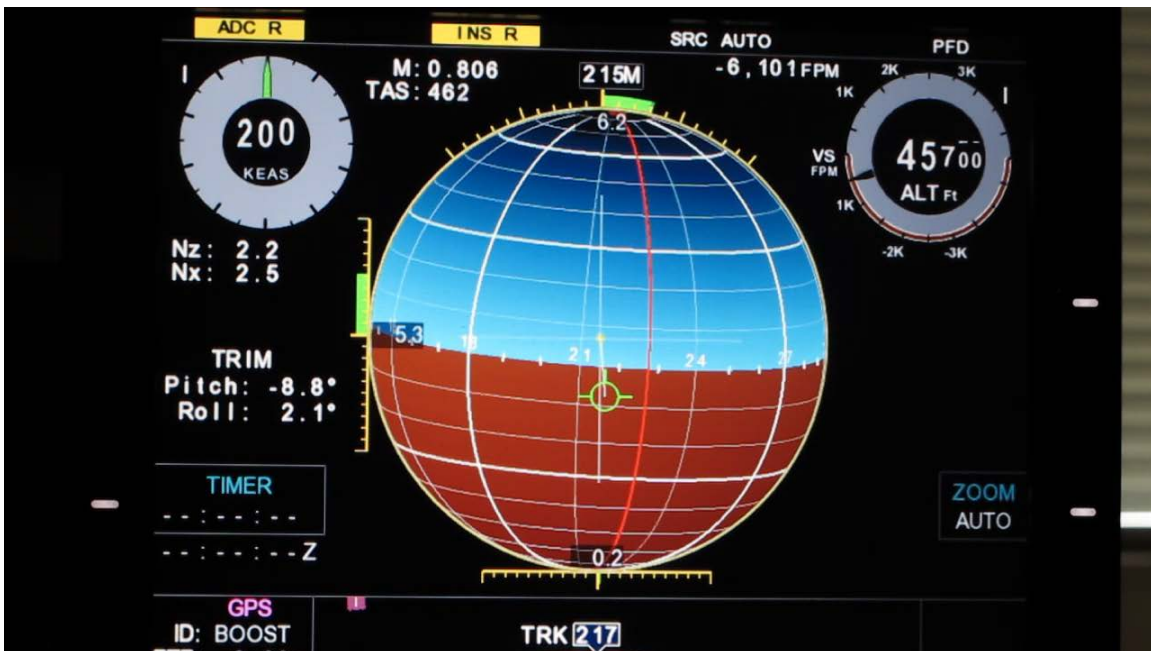 ADC R
INS R
SRC AUTO
PFD
M: 0.806
TAS: 462
215M
-6,101 FPM
2K
3K
1K
200
KEAS
6.2
VS
FPM
45700
ALT Ft
1K
-2K
-3K
Nz: 2.2
Nx: 2.5
5.3
18
21
24
27
TRIM
Pitch: -8.8°
Roll: 2.1°
TIMER
--:--:--
--:--:--Z
ZOOM
AUTO
0.2
GPS
ID: BOOST
TRK 217